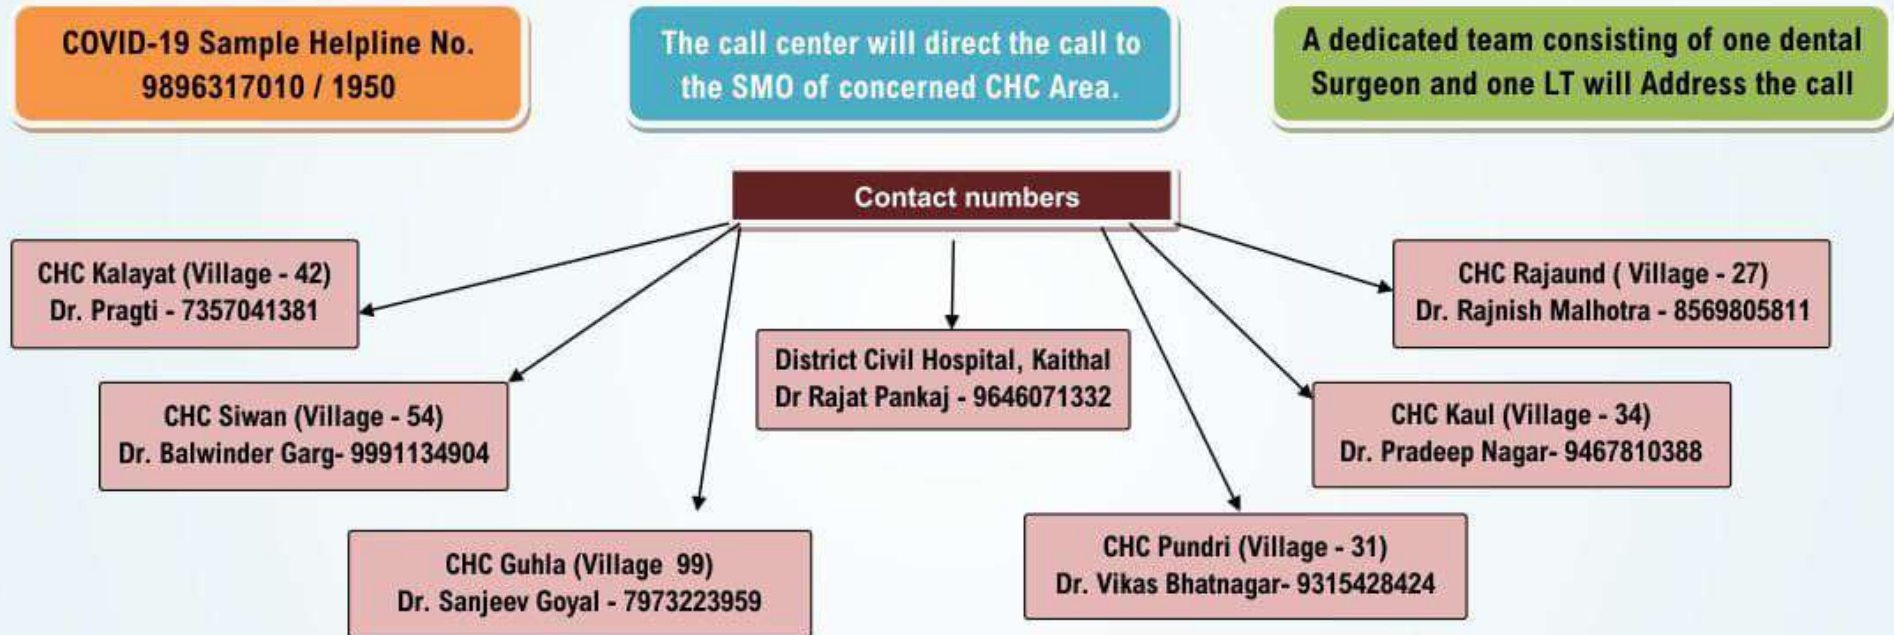 COVID-19 Sample Helpline No.
9896317010 / 1950
The call center will direct the call to
the SMO of concerned CHC Area.
A dedicated team consisting of one dental
Surgeon and one LT will Address the call
Contact numbers
CHC Kalayat (Village - 42)
Dr. Pragti - 7357041381
CHC Rajaund ( Village - 27)
Dr. Rajnish Malhotra - 8569805811
District Civil Hospital, Kaithal
Dr Rajat Pankaj - 9646071332
CHC Siwan (Village - 54)
Dr. Balwinder Garg- 9991134904
CHC Kaul (Village - 34)
Dr. Pradeep Nagar- 9467810388
CHC Guhla (Village  99)
Dr. Sanjeev Goyal - 7973223959
CHC Pundri (Village - 31)
Dr. Vikas Bhatnagar- 9315428424